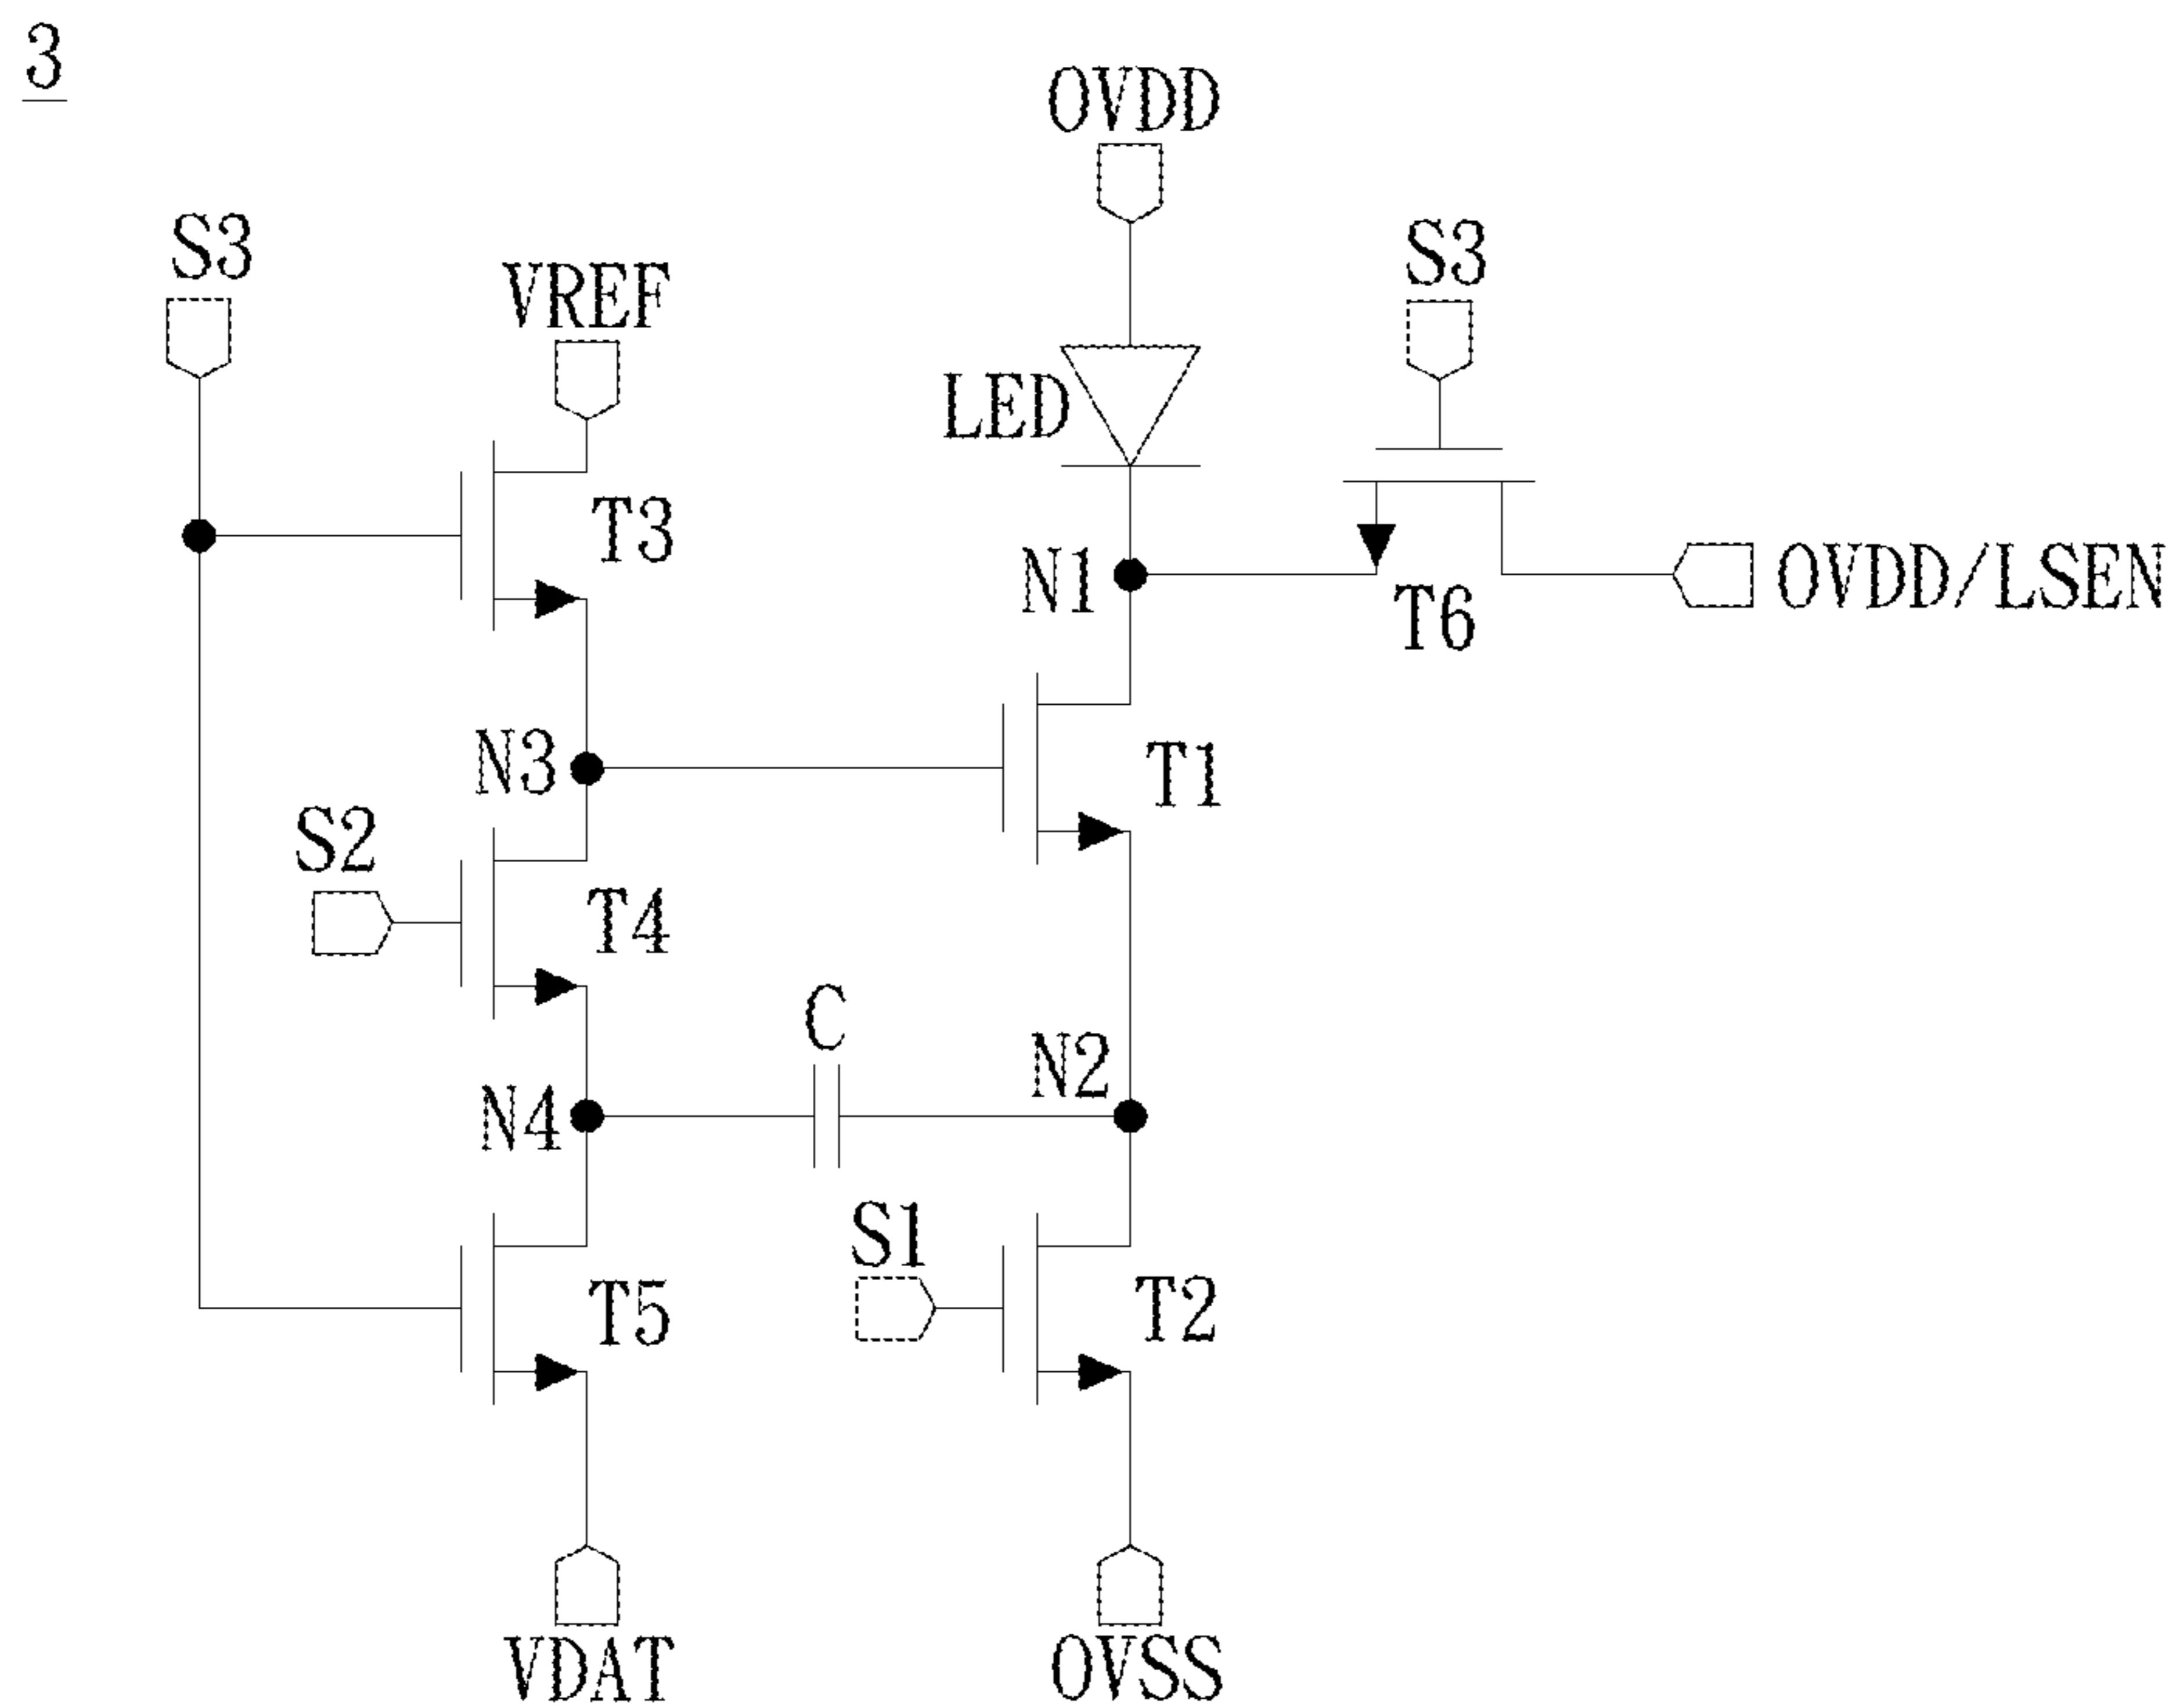 3
OVDD
S3
VREF
S3
LED
T3
N1
OVDD/LSEN
T6
N3
T1
S2
T4
C
N2
N4
S1
T5
T2
VDAT
OVSS